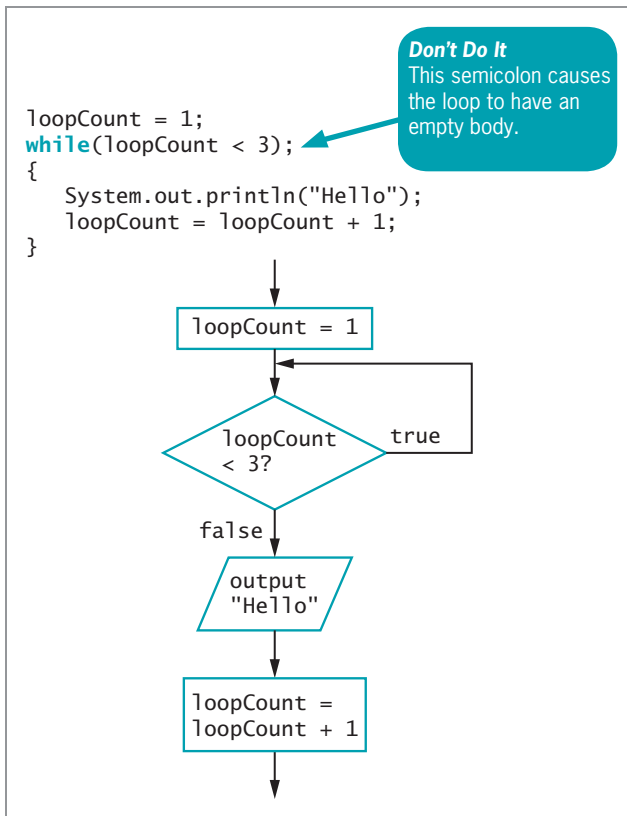 Don't Do It
This semicolon causes
the loop to have an
empty body.
loopCount = 1;
while(loopCount < 3);
{
System.out.println("Hello");
loopCount = loopCount + 1;
}
loopCount = 1
loopCount
< 3?
true
false
output
"Hello"
loopCount =
loopCount + 1